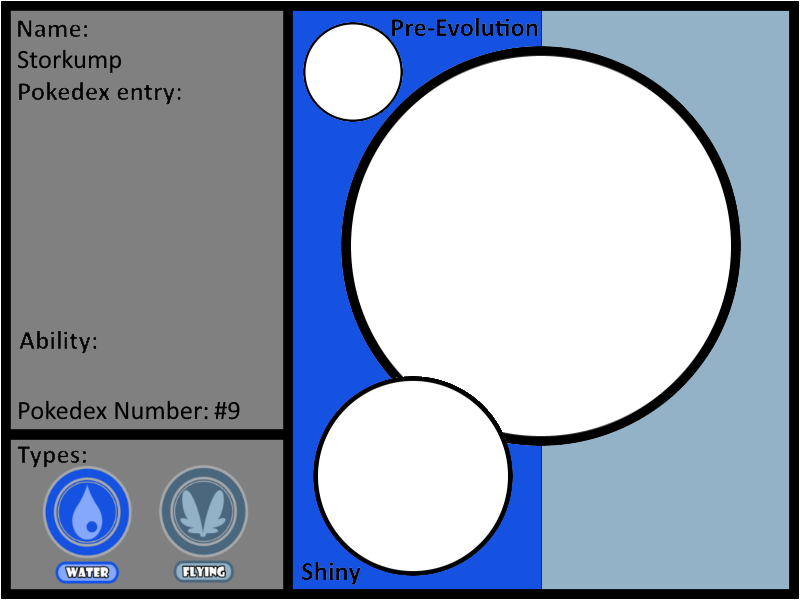 Name:
Storkump
Pokedex entry:
Ability:
Pokedex Number: #9
Types:
WATER
FLYING
Pre-Evolution
Shiny